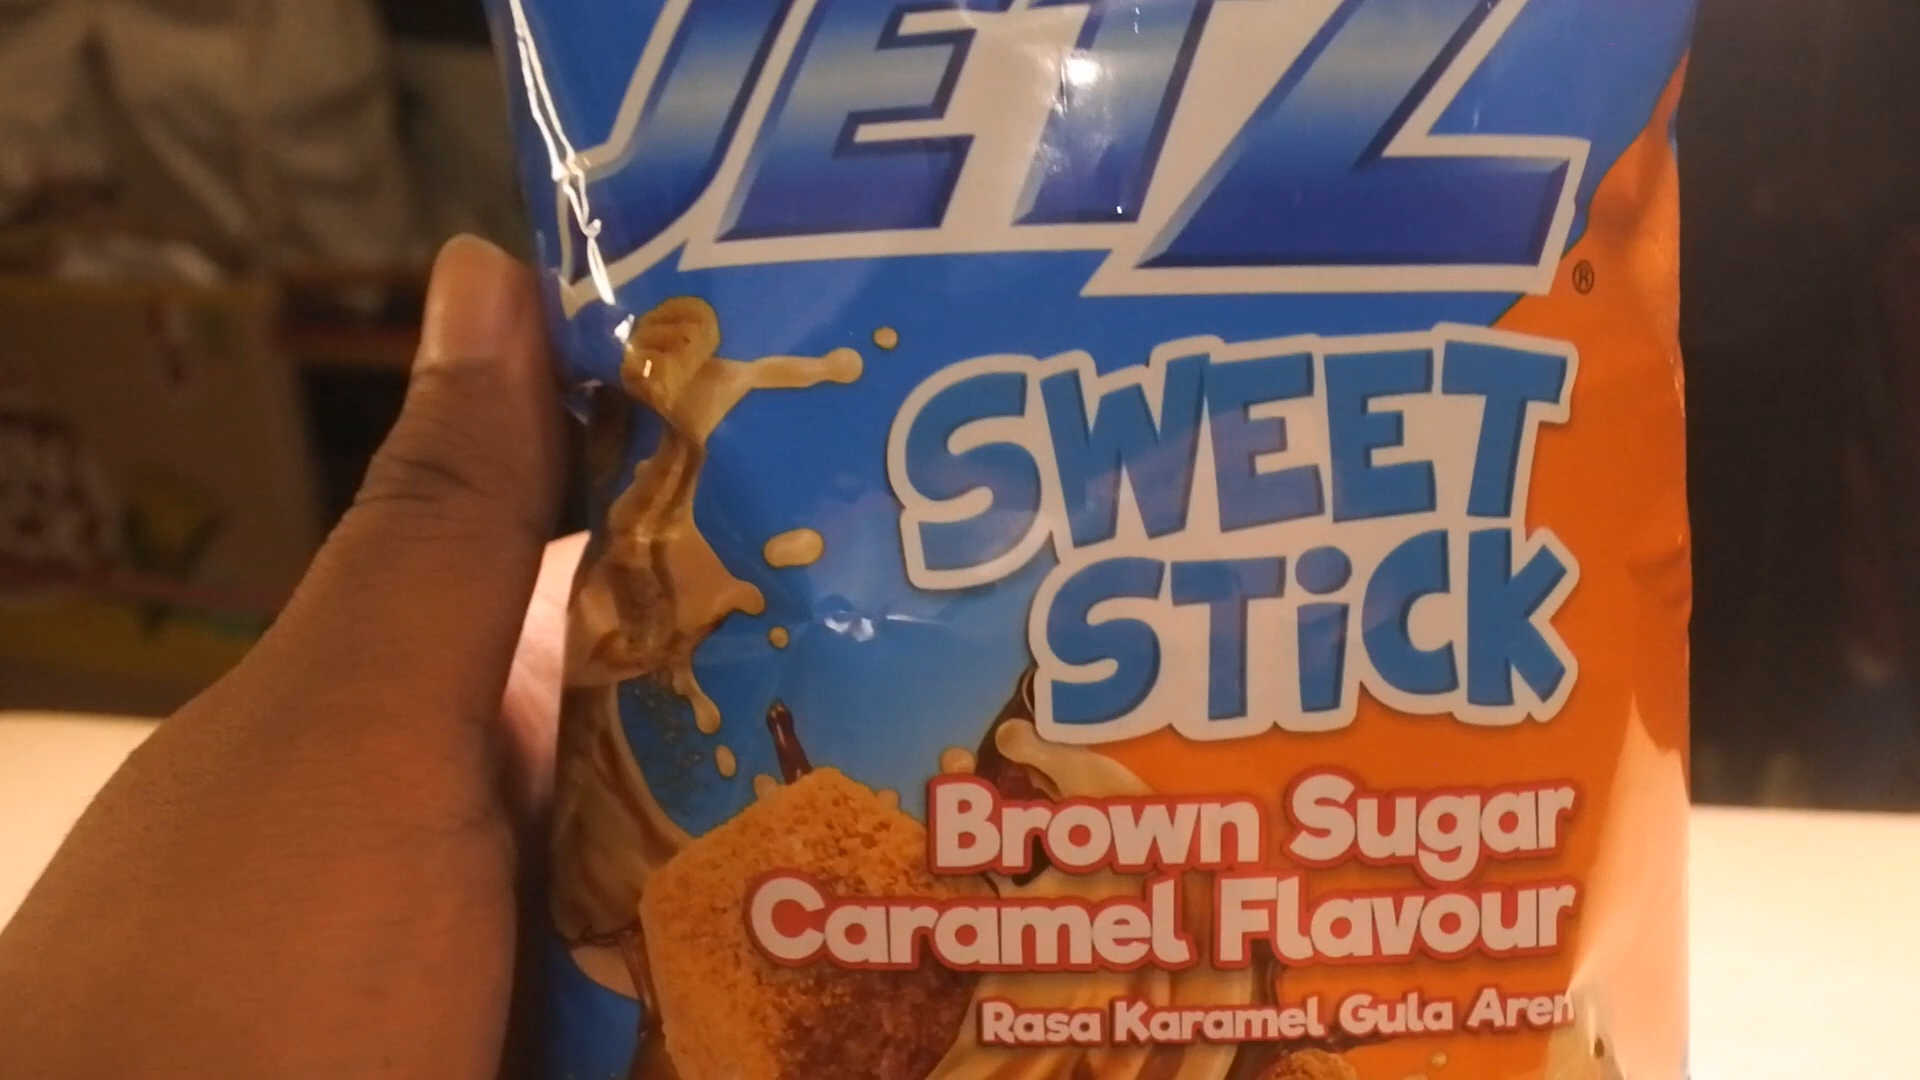 JETZ
®
SWEET
STiCK
Brown Sugar
Caramel Flavour
Rasa Karamel Gula Aren